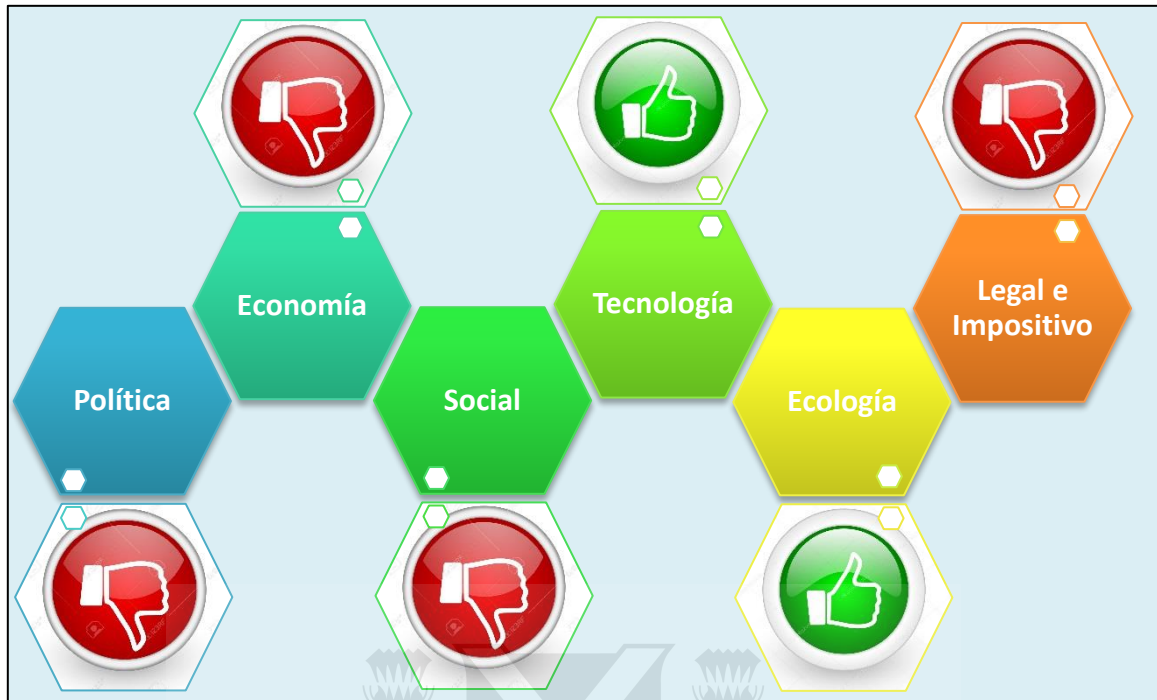 Política
Economía
Social
Tecnología
Ecología
Legal e
Impositivo